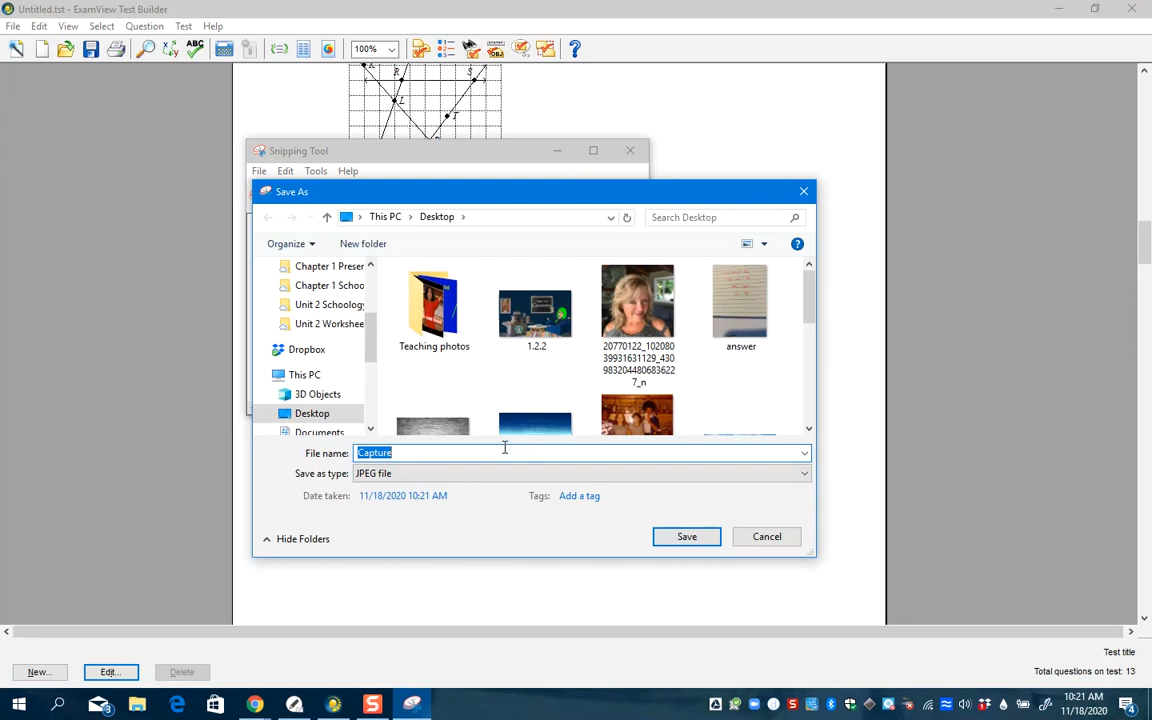 Untitled.tst - ExamView Test Builder
File Edit View Select Question Test Help
ABC 100% OBJ ?
R S
L
T
Snipping Tool
File Edit Tools Help
Save As
This PC > Desktop > Search Desktop
Organize New folder ?
Chapter 1 Preser
Chapter 1 Schoo
Unit 2 Schoology
Unit 2 Workshee
Dropbox
This PC
3D Objects
Desktop
Documents
Teaching photos
1.2.2
20770122_102080
39931631129_430
983204480683622
7_n
answer
File name: Capture
Save as type: JPEG file
Date taken: 11/18/2020 10:21 AM Tags: Add a tag
Hide Folders Save Cancel
Test title
New... Edit... Delete Total questions on test: 13
10:21 AM
11/18/2020